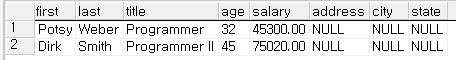 first last title age salary address city state
1 Potsy Weber Programmer 32 45300.00 NULL NULL NULL
2 Dirk Smith Programmer II 45 75020.00 NULL NULL NULL